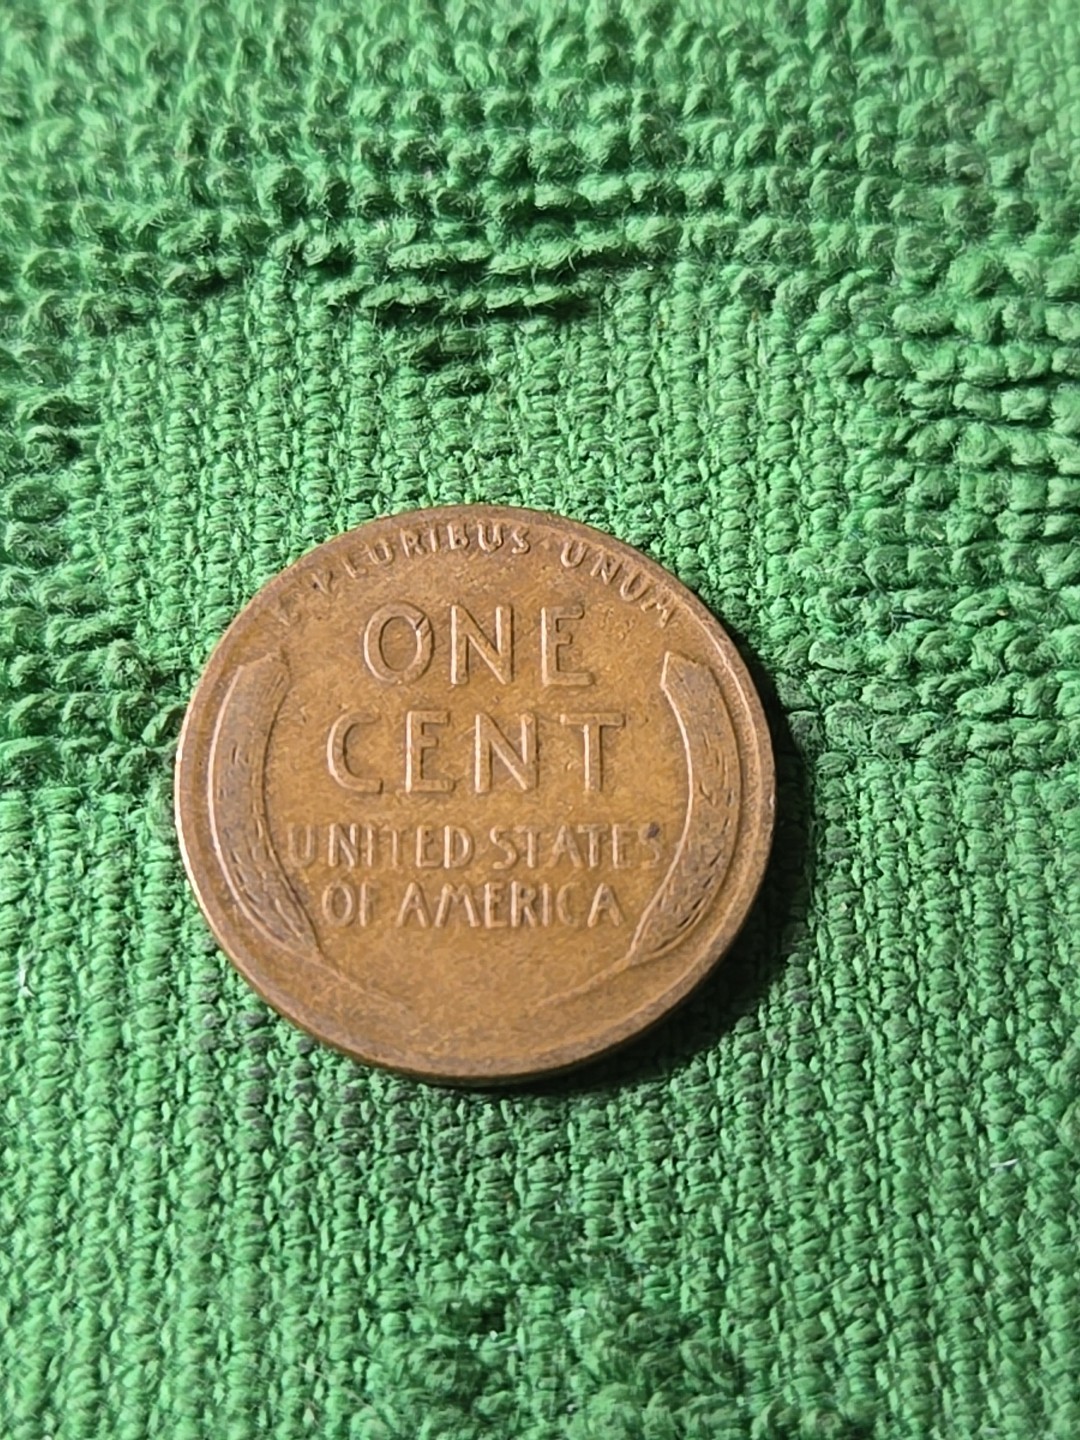 E · PLURIBUS · UNUM
ONE
CENT
UNITED STATES
OF AMERICA